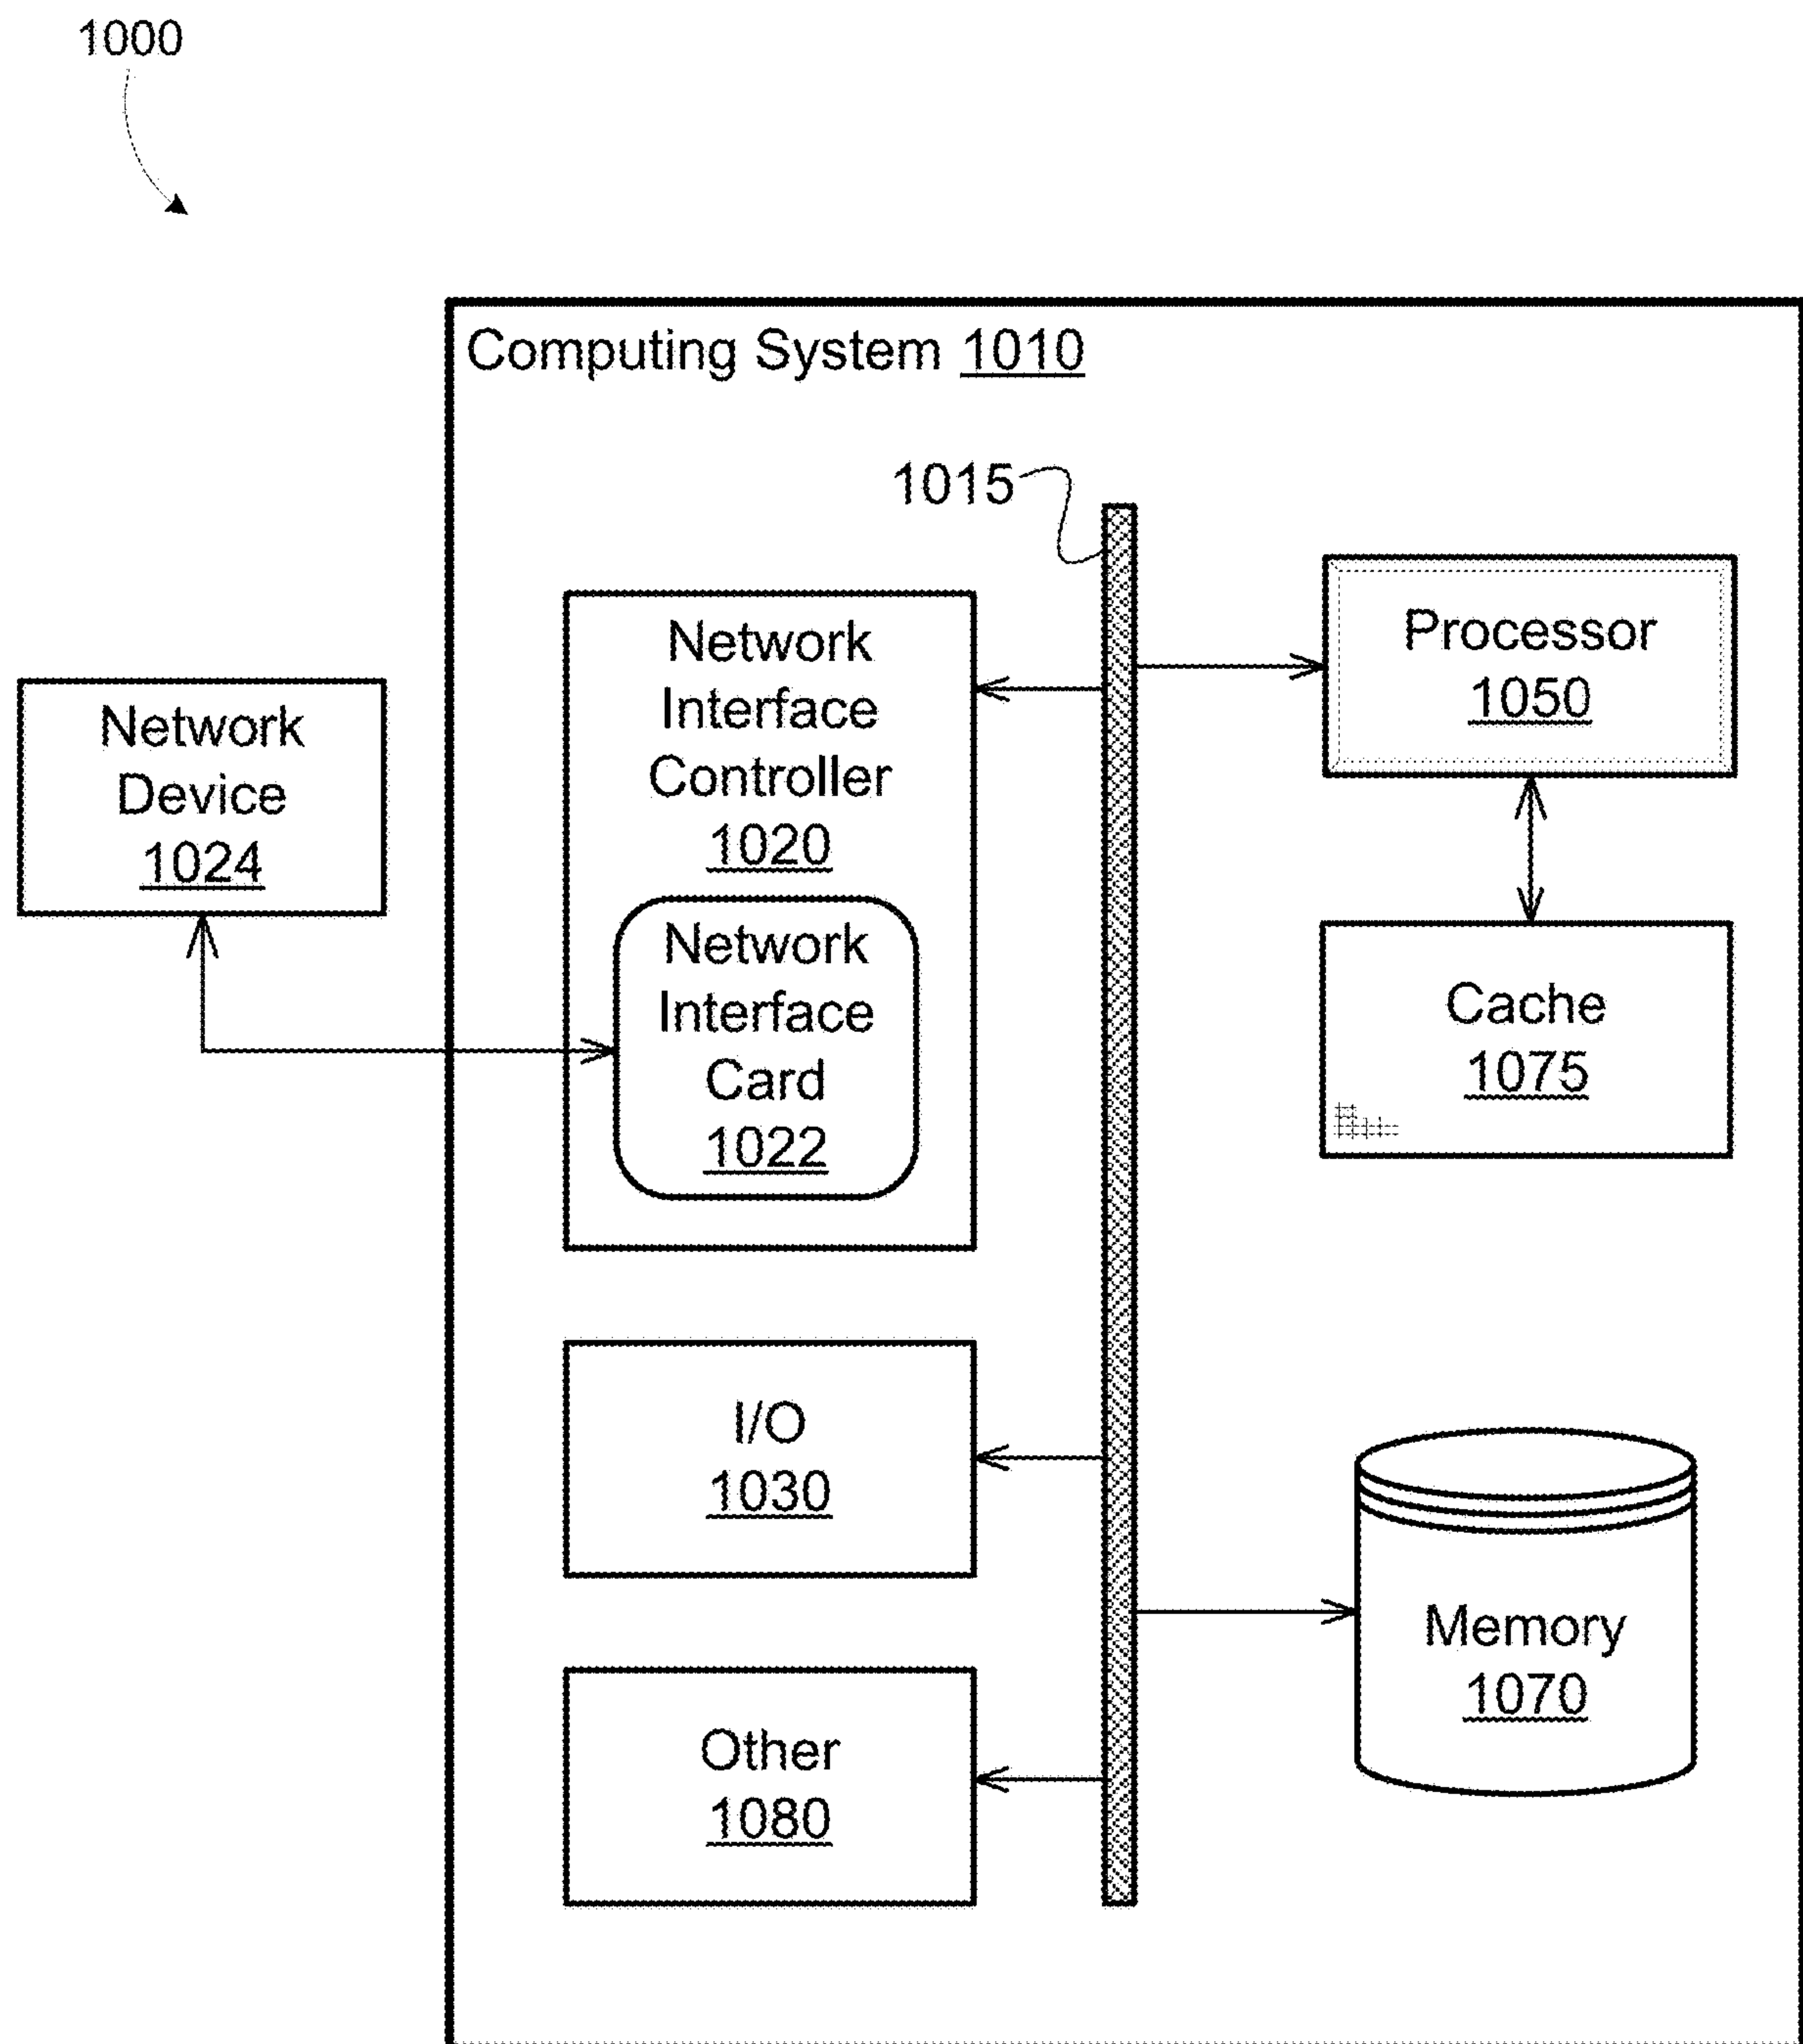 1000
Computing System 1010
1015
Network
Interface
Controller
1020
Network
Interface
Card
1022
Network
Device
1024
Processor
1050
Cache
1075
I/O
1030
Memory
1070
Other
1080